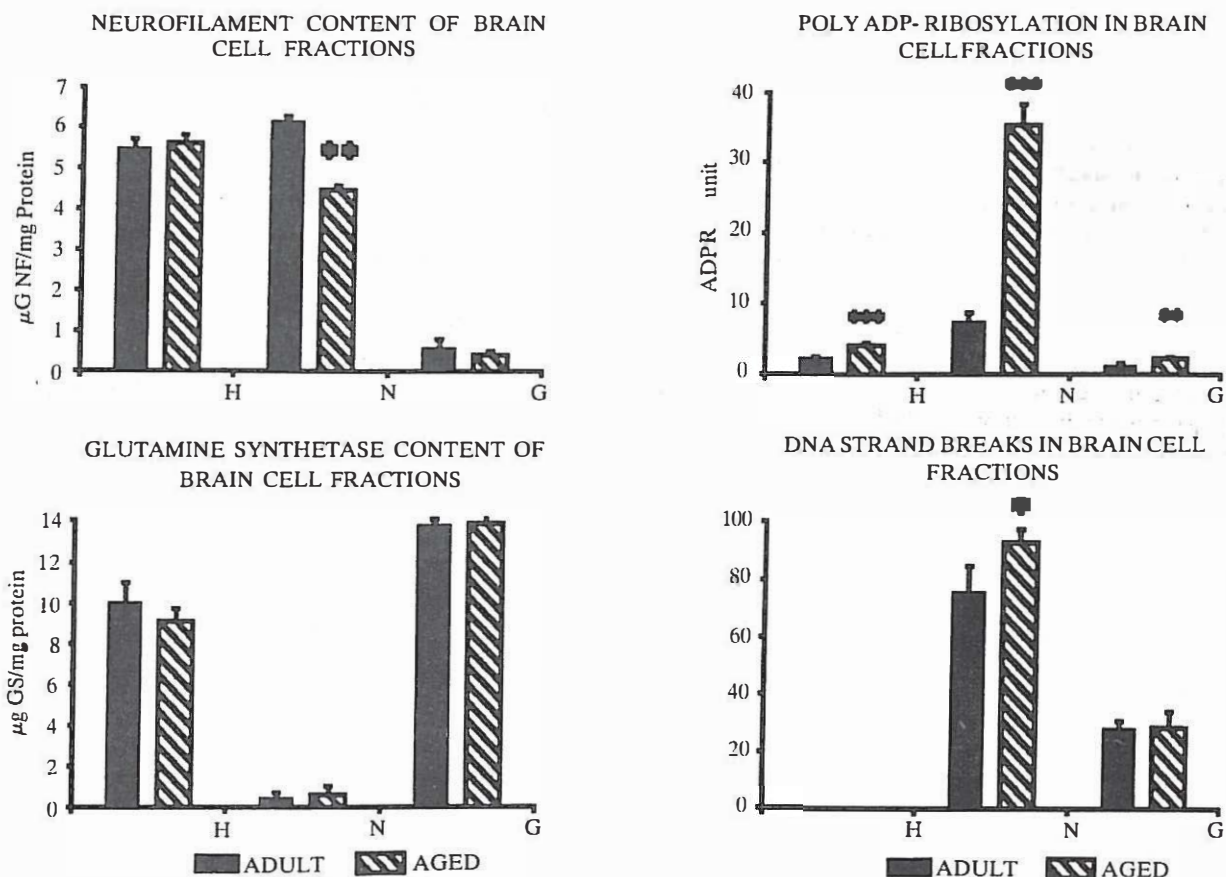 NEUROFILAMENT CONTENT OF BRAIN
CELL FRACTIONS
7
6
5
4
3
2
1
0
µG NF/mg Protein
H N G
POLY ADP- RIBOSYLATION IN BRAIN
CELL FRACTIONS
40
30
20
10
0
ADPR unit
H N G
GLUTAMINE SYNTHETASE CONTENT OF
BRAIN CELL FRACTIONS
14
12
10
8
6
4
2
0
µg GS/mg protein
H N G
ADULT AGED
DNA STRAND BREAKS IN BRAIN CELL
FRACTIONS
100
80
60
40
20
0
H N G
ADULT AGED